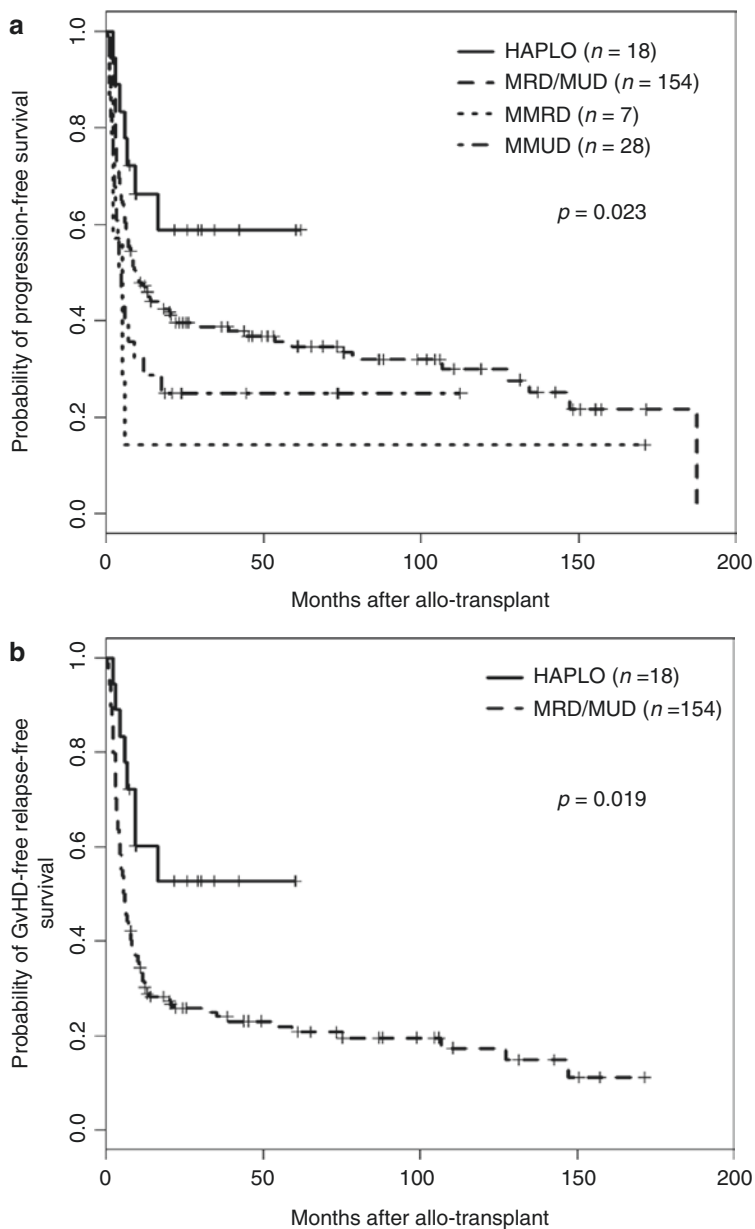 a
HAPLO (n = 18)
MRD/MUD (n = 154)
MMRD (n = 7)
MMUD (n = 28)
p = 0.023
Probability of progression-free survival
1.0
0.8
0.6
0.4
0.2
0.0
0 50 100 150 200
Months after allo-transplant
b
HAPLO (n =18)
MRD/MUD (n =154)
p = 0.019
Probability of GvHD-free relapse-free
survival
1.0
0.8
0.6
0.4
0.2
0.0
0 50 100 150 200
Months after allo-transplant